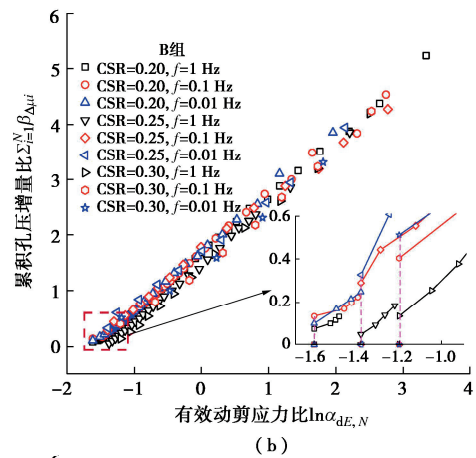 6
5
4
3
2
1
0
累积孔压增量比Σ^N_{i=1}β_{Δμi}
B组
CSR=0.20, f=1 Hz
CSR=0.20, f=0.1 Hz
CSR=0.20, f=0.01 Hz
CSR=0.25, f=1 Hz
CSR=0.25, f=0.1 Hz
CSR=0.25, f=0.01 Hz
CSR=0.30, f=1 Hz
CSR=0.30, f=0.1 Hz
CSR=0.30, f=0.01 Hz
0.6
0.4
0.2
0
−1.6 −1.4 −1.2 −1.0
−2 −1 0 1 2 3 4
有效动剪应力比lnα_{dE, N}
(b)